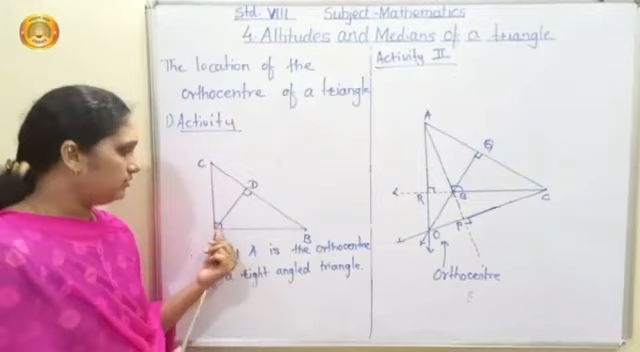 Std. VIII Subject-Mathematics
4 Altitudes and Medians of a triangle
The location of the
orthocentre of a triangle
1) Activity
C
D
B
A is the orthocentre
a right angled triangle.
Activity II
A
Q
R
B
C
P
O
Orthocentre